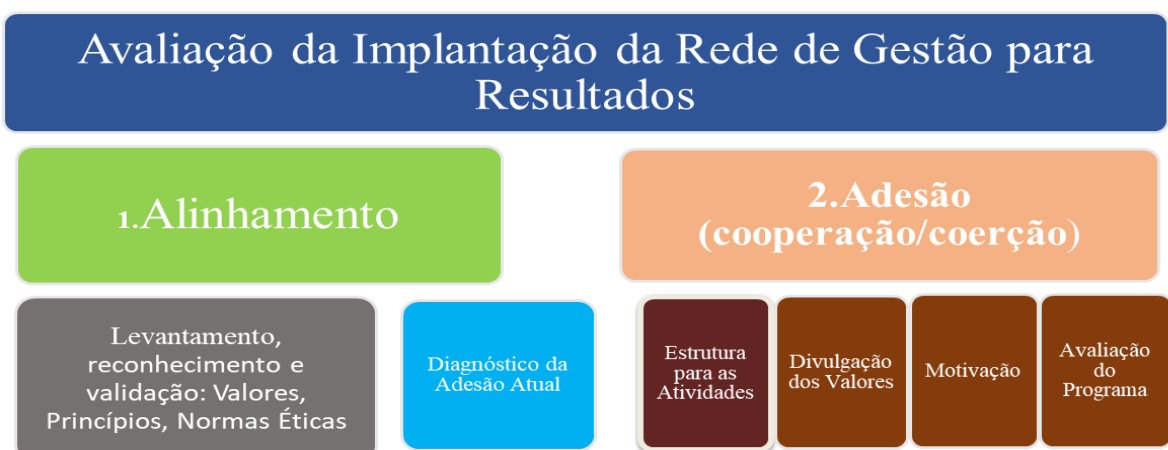 Avaliação da Implantação da Rede de Gestão para
Resultados
1.Alinhamento
2.Adesão
(cooperação/coerção)
Levantamento,
reconhecimento e
validação: Valores,
Princípios, Normas Éticas
Diagnóstico da
Adesão Atual
Estrutura
para as
Atividades
Divulgação
dos Valores
Motivação
Avaliação
do
Programa